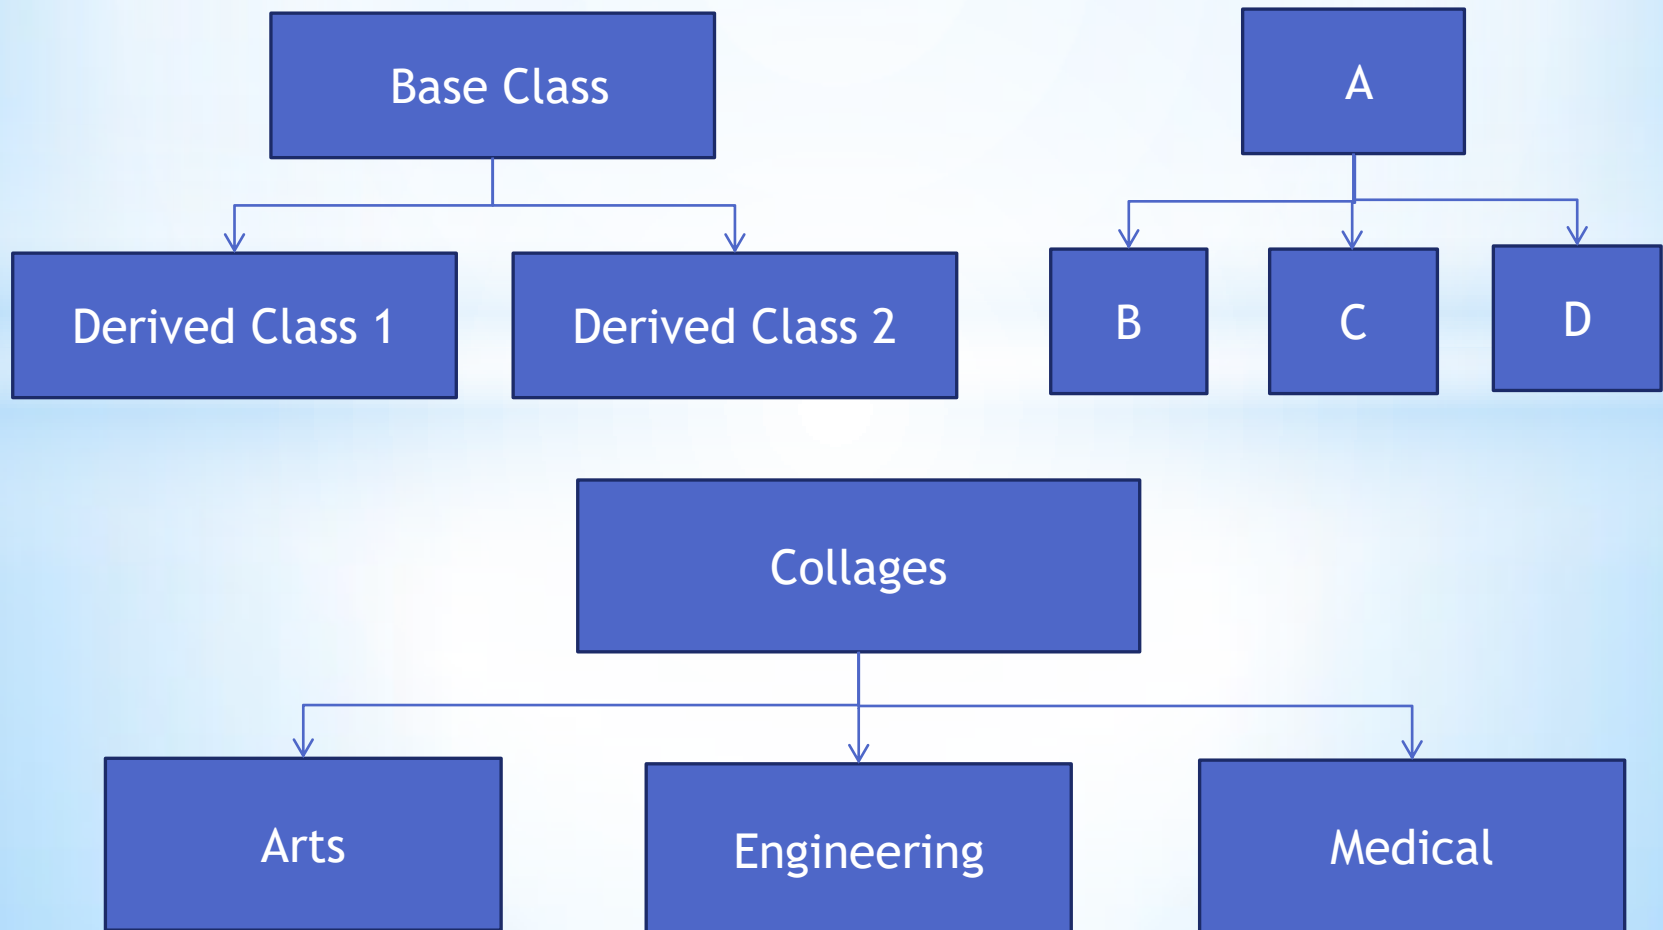 Base Class
Derived Class 1
Derived Class 2
A
B
C
D
Collages
Arts
Engineering
Medical